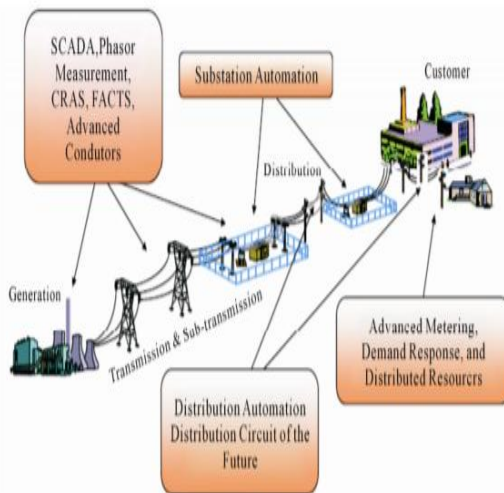 SCADA,Phasor
Measurement,
CRAS, FACTS,
Advanced
Condutors
Substation Automation
Customer
Distribution
Generation
Transmission & Sub-transmission
Advanced Metering,
Demand Response, and
Distributed Resourcrs
Distribution Automation
Distribution Circuit of the
Future